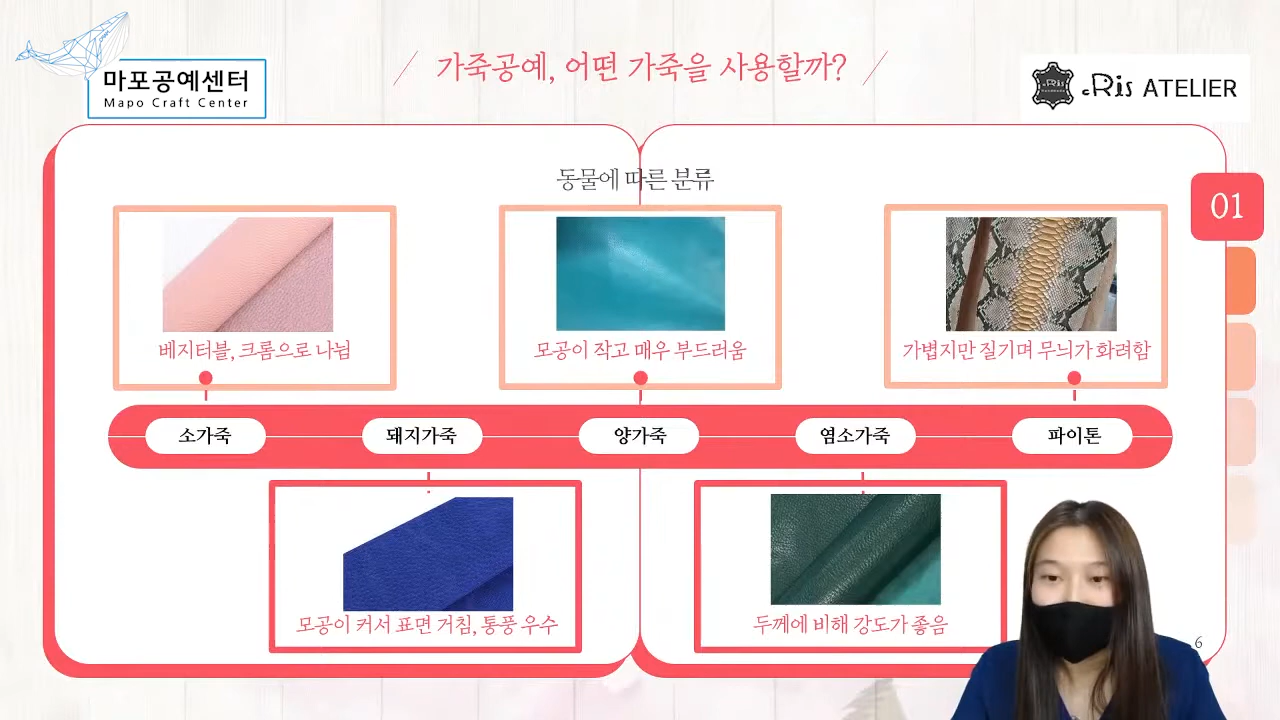 마포공예센터
Mapo Craft Center
가죽공예, 어떤 가죽을 사용할까?
Ris ATELIER
동물에 따른 분류
01
베지터블, 크롬으로 나뉨
모공이 작고 매우 부드러움
가볍지만 질기며 무늬가 화려함
소가죽
돼지가죽
양가죽
염소가죽
파이톤
모공이 커서 표면 거침, 통풍 우수
두께에 비해 강도가 좋음
6